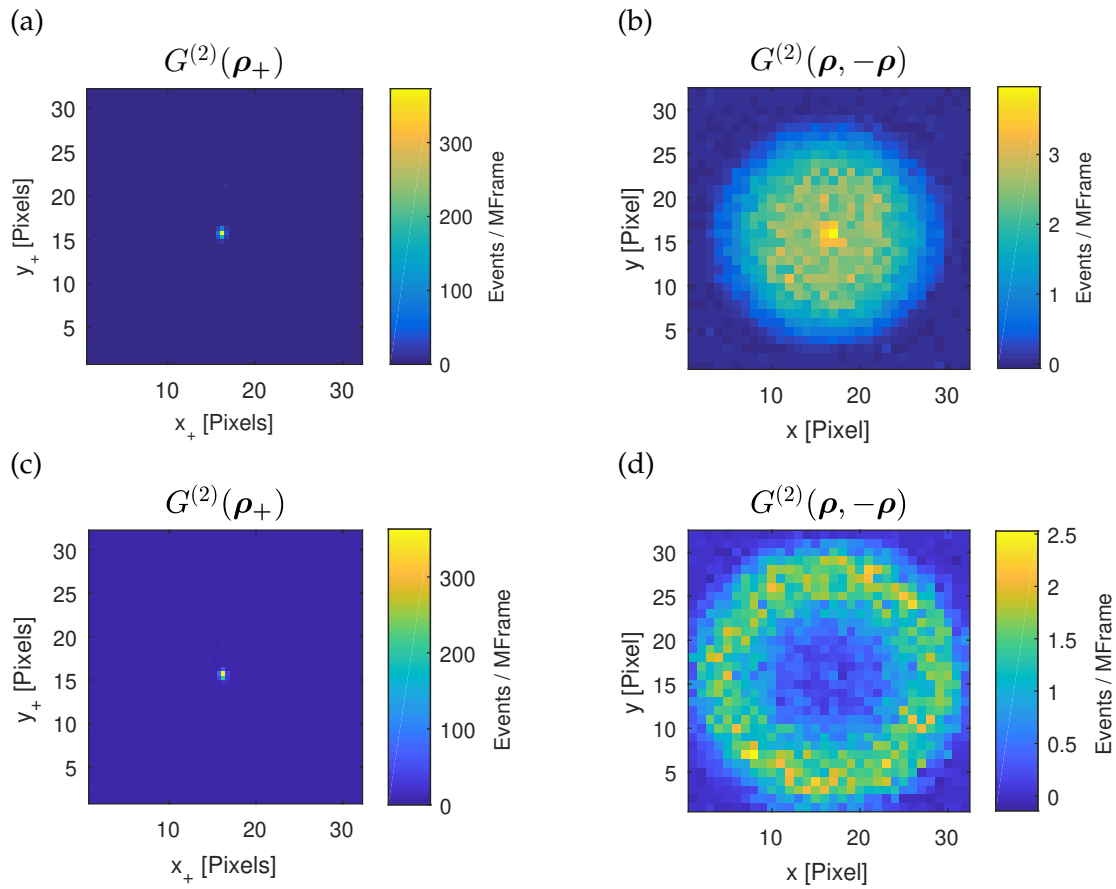 (a)
G^{(2)}(ρ₊)
30
25
20
15
10
5
y₊ [Pixels]
10 20 30
x₊ [Pixels]
300
200
100
0
Events / MFrame
(b)
G^{(2)}(ρ, −ρ)
30
25
20
15
10
5
y [Pixel]
10 20 30
x [Pixel]
3
2
1
0
Events / MFrame
(c)
G^{(2)}(ρ₊)
30
25
20
15
10
5
y₊ [Pixels]
10 20 30
x₊ [Pixels]
300
200
100
0
Events / MFrame
(d)
G^{(2)}(ρ, −ρ)
30
25
20
15
10
5
y [Pixel]
10 20 30
x [Pixel]
2.5
2
1.5
1
0.5
0
Events / MFrame